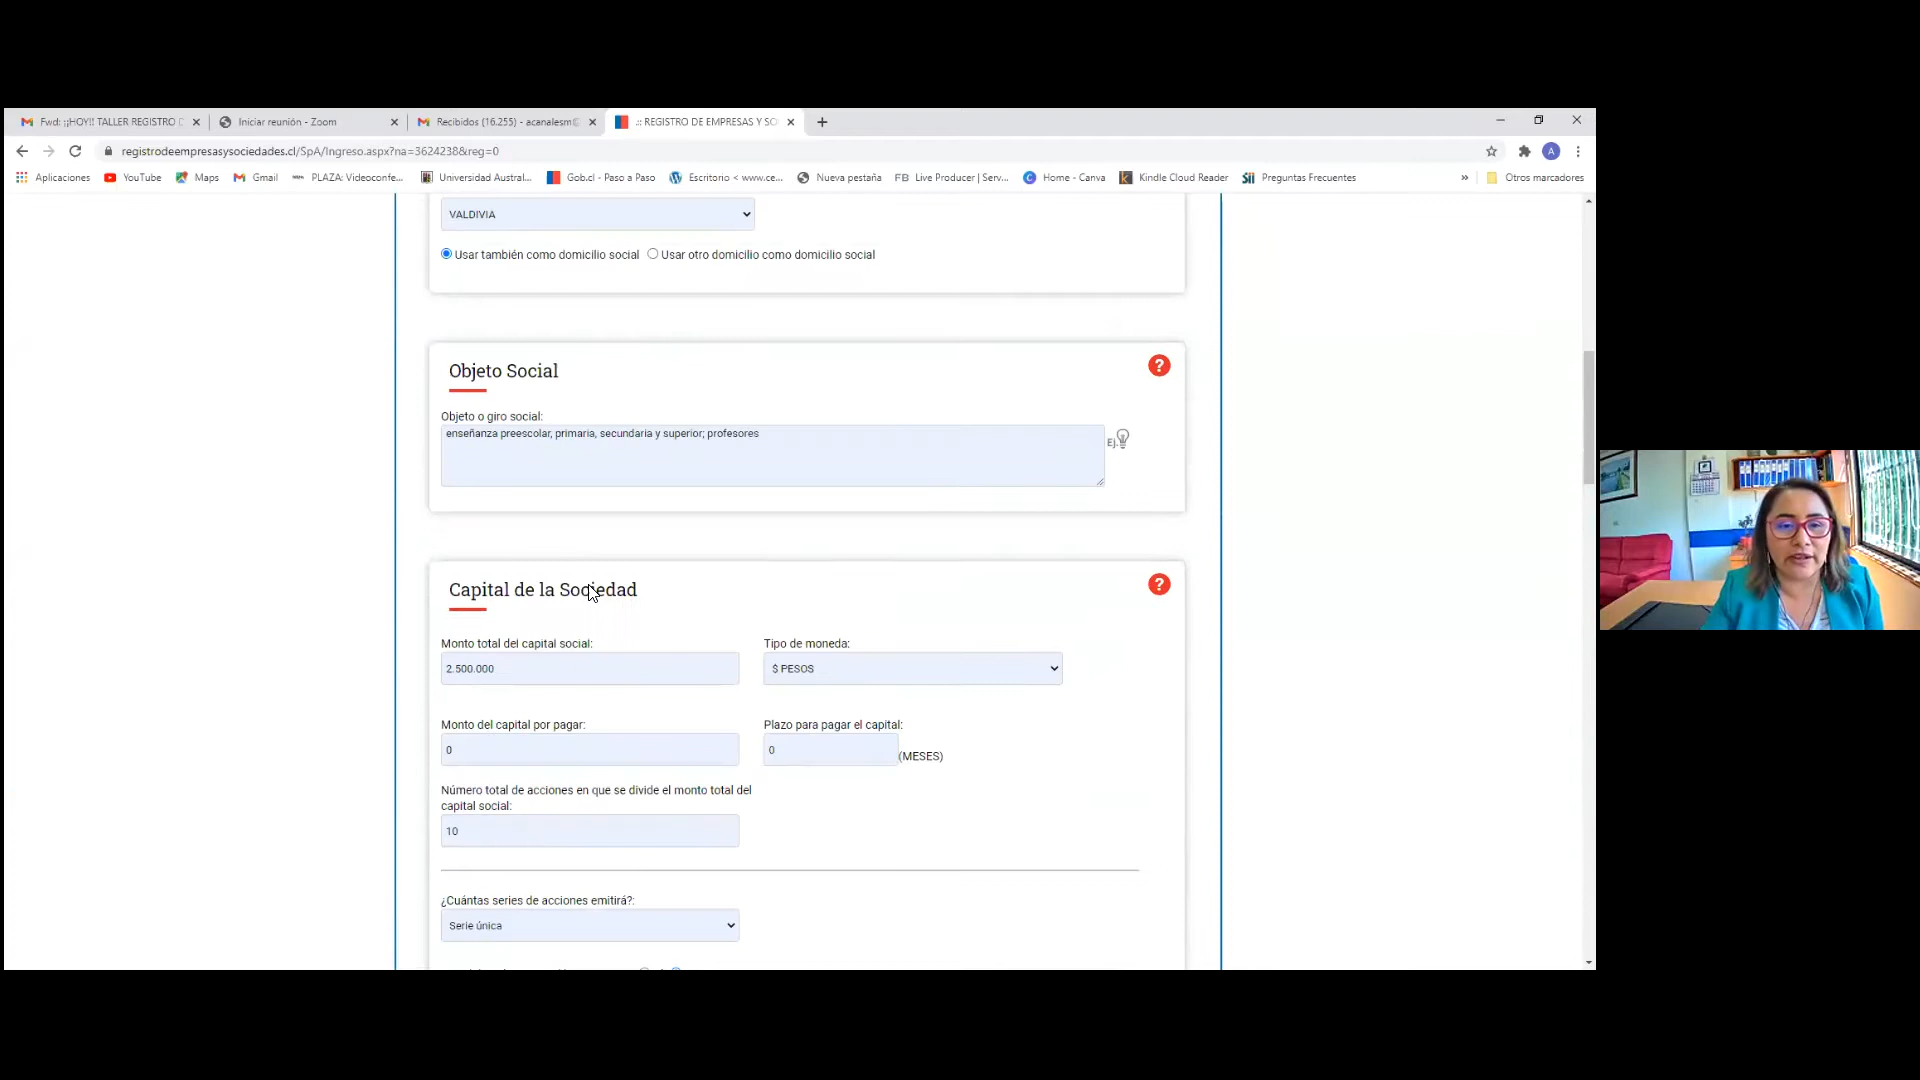 Fwd: ¡¡HOY!! TALLER REGISTRO
Iniciar reunión - Zoom
Recibidos (16.255) - acanalesm@
.:: REGISTRO DE EMPRESAS Y SO
registrodeempresasysociedades.cl/SpA/Ingreso.aspx?na=3624238&reg=0
A
Aplicaciones
YouTube
Maps
Gmail
PLAZA: Videoconfe...
Universidad Austral...
Gob.cl - Paso a Paso
Escritorio < www.ce...
Nueva pestaña
FB Live Producer | Serv...
Home - Canva
Kindle Cloud Reader
Sii Preguntas Frecuentes
»
Otros marcadores
VALDIVIA
Usar también como domicilio social Usar otro domicilio como domicilio social
Objeto Social
?
Objeto o giro social:
enseñanza preescolar, primaria, secundaria y superior; profesores
Ej.
Capital de la Sociedad
?
Monto total del capital social: Tipo de moneda:
2.500.000 $ PESOS
Monto del capital por pagar: Plazo para pagar el capital:
0 0 (MESES)
Número total de acciones en que se divide el monto total del
capital social:
10
¿Cuántas series de acciones emitirá?:
Serie única